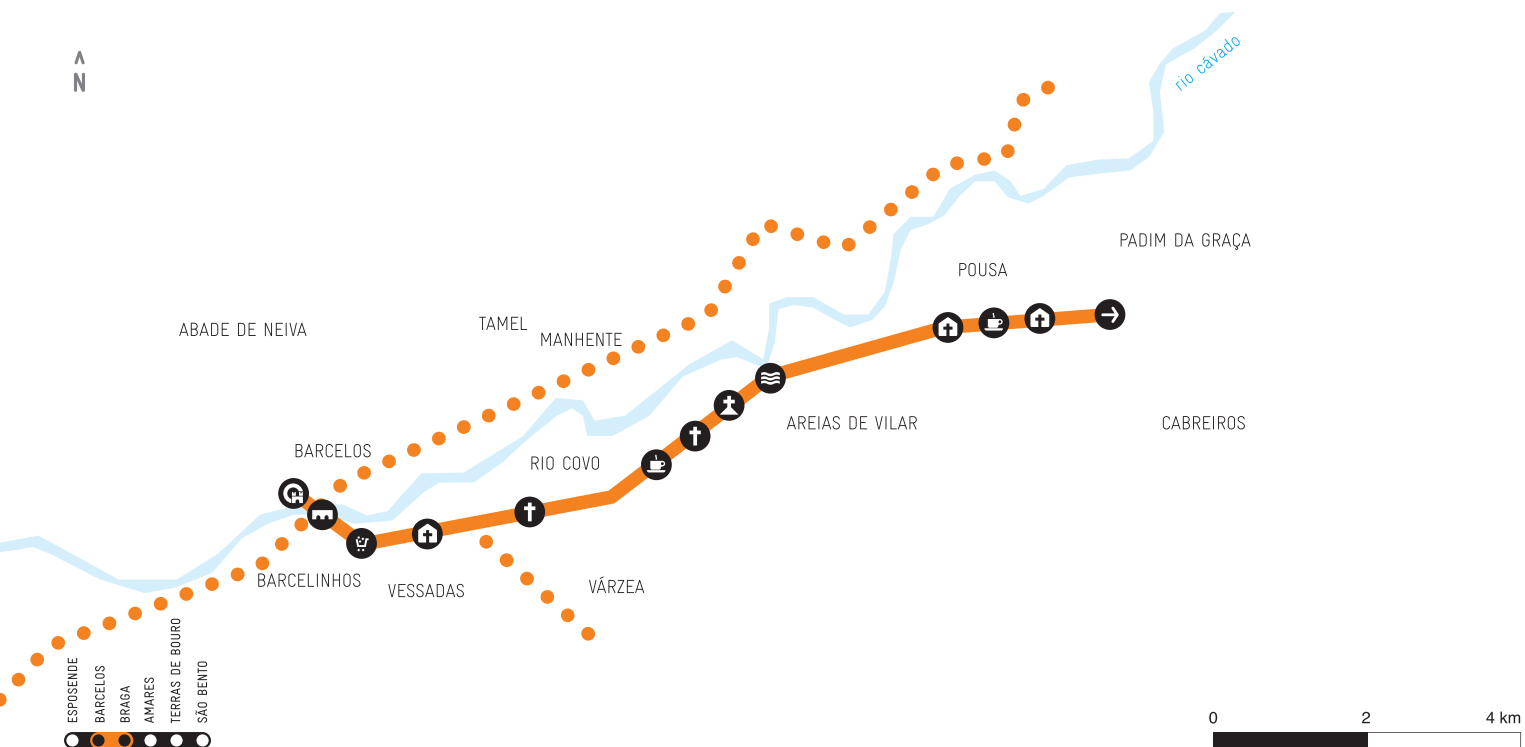 N
rio cávado
PADIM DA GRAÇA
POUSA
ABADE DE NEIVA
TAMEL
MANHENTE
AREIAS DE VILAR
CABREIROS
BARCELOS
RIO COVO
BARCELINHOS
VESSADAS
VÁRZEA
ESPOSENDE
BARCELOS
BRAGA
AMARES
TERRAS DE BOURO
SÃO BENTO
0 2 4 km